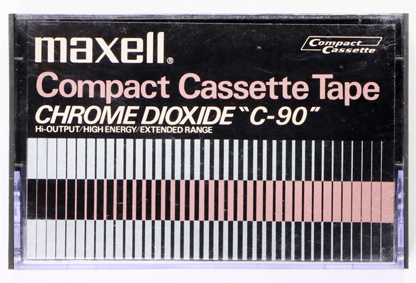 maxell®
Compact Cassette
Compact Cassette Tape
CHROME DIOXIDE "C-90"
Hi-OUTPUT/HIGH ENERGY/EXTENDED RANGE